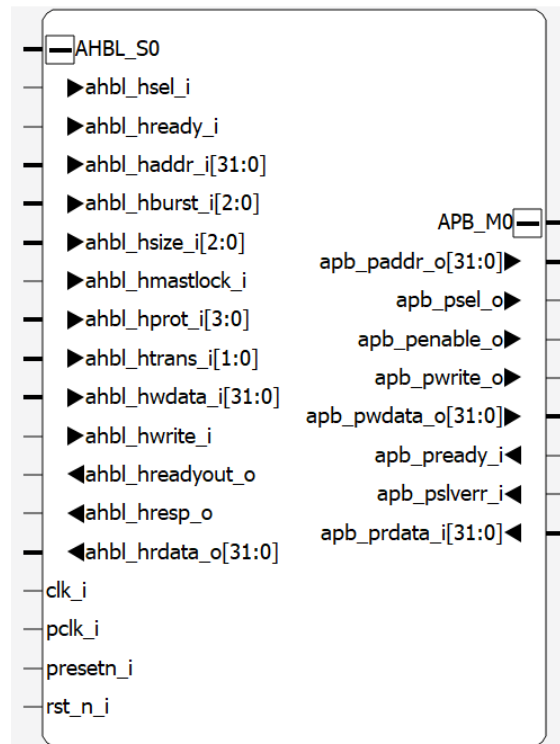 AHBL_S0
ahbl_hsel_i
ahbl_hready_i
ahbl_haddr_i[31:0]
ahbl_hburst_i[2:0]
ahbl_hsize_i[2:0]
ahbl_hmastlock_i
ahbl_hprot_i[3:0]
ahbl_htrans_i[1:0]
ahbl_hwdata_i[31:0]
ahbl_hwrite_i
ahbl_hreadyout_o
ahbl_hresp_o
ahbl_hrdata_o[31:0]
clk_i
pclk_i
presetn_i
rst_n_i
APB_M0
apb_paddr_o[31:0]
apb_psel_o
apb_penable_o
apb_pwrite_o
apb_pwdata_o[31:0]
apb_pready_i
apb_pslverr_i
apb_prdata_i[31:0]